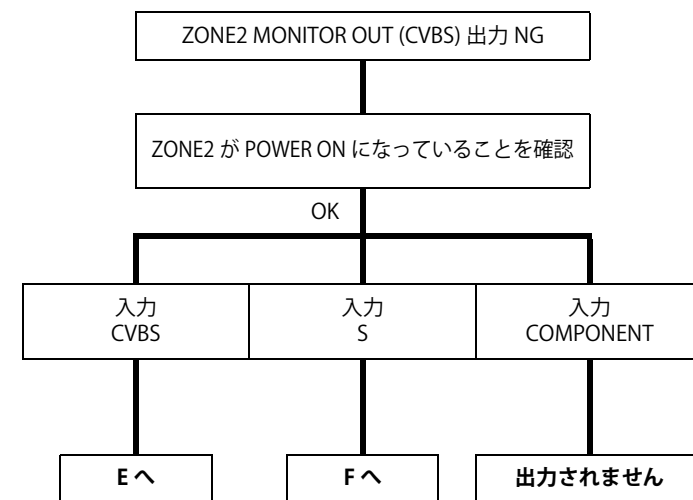 ZONE2 MONITOR OUT (CVBS) 出力 NG
ZONE2 が POWER ON になっていることを確認
OK
入力
CVBS
入力
S
入力
COMPONENT
E へ
F へ
出力されません